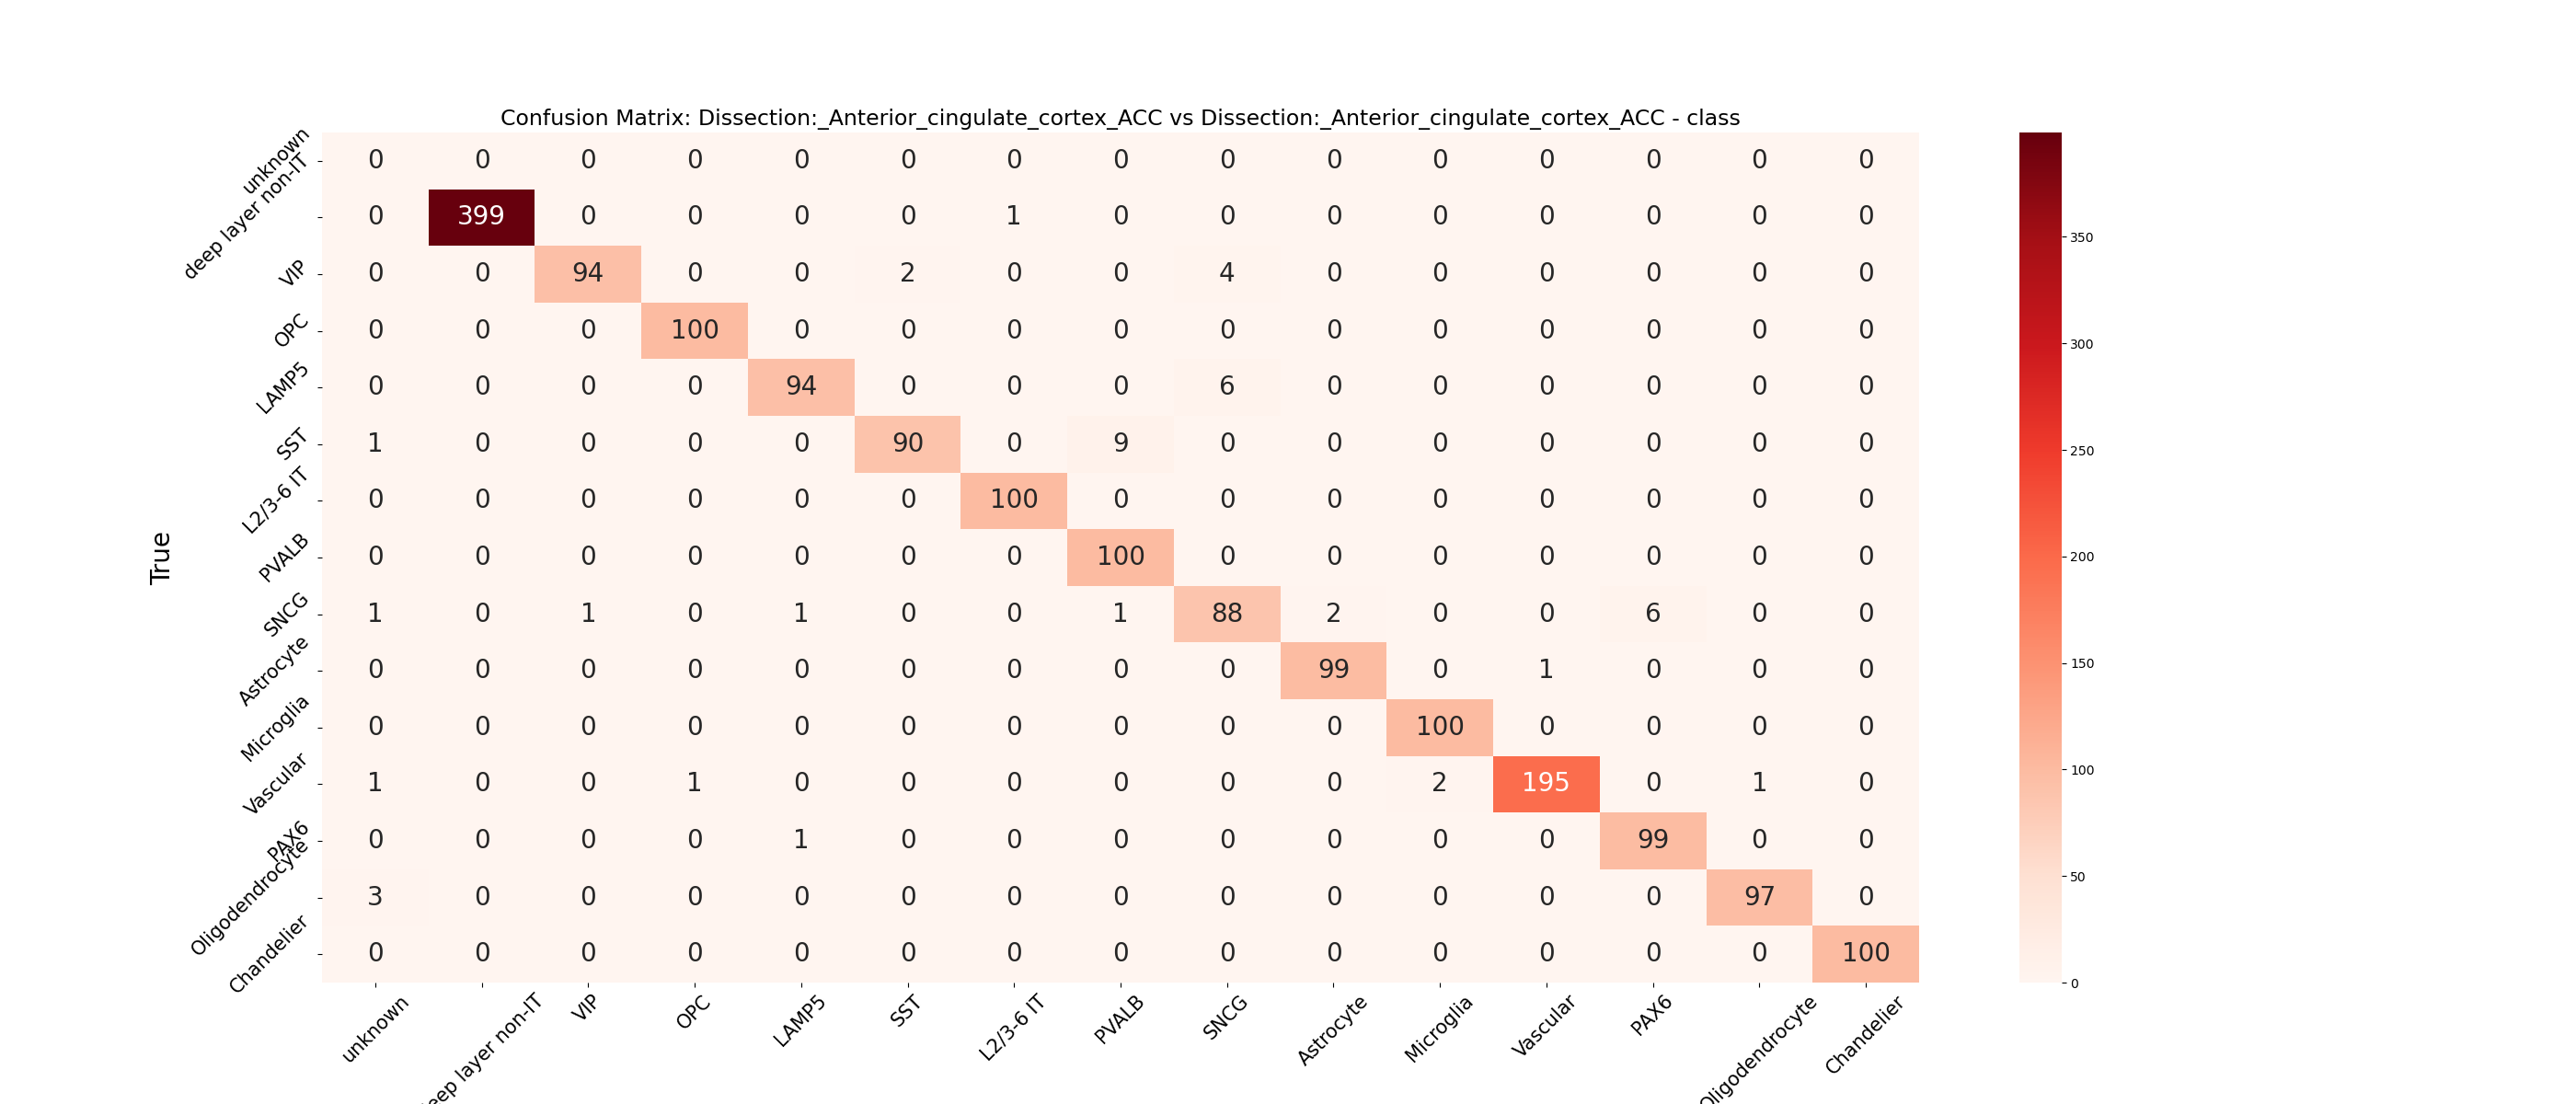 Confusion Matrix: Dissection:_Anterior_cingulate_cortex_ACC vs Dissection:_Anterior_cingulate_cortex_ACC - class
unknown 0 0 0 0 0 0 0 0 0 0 0 0 0 0 0
deep layer non-IT 0 399 0 0 0 0 1 0 0 0 0 0 0 0 0
VIP 0 0 94 0 0 2 0 0 4 0 0 0 0 0 0
OPC 0 0 0 100 0 0 0 0 0 0 0 0 0 0 0
LAMP5 0 0 0 0 94 0 0 0 6 0 0 0 0 0 0
SST 1 0 0 0 0 90 0 9 0 0 0 0 0 0 0
L2/3-6 IT 0 0 0 0 0 0 100 0 0 0 0 0 0 0 0
PVALB 0 0 0 0 0 0 0 100 0 0 0 0 0 0 0
SNCG 1 0 1 0 1 0 0 1 88 2 0 0 6 0 0
Astrocyte 0 0 0 0 0 0 0 0 0 99 0 1 0 0 0
Microglia 0 0 0 0 0 0 0 0 0 0 100 0 0 0 0
Vascular 1 0 0 1 0 0 0 0 0 0 2 195 0 1 0
PAX6 0 0 0 0 1 0 0 0 0 0 0 0 99 0 0
Oligodendrocyte 3 0 0 0 0 0 0 0 0 0 0 0 0 97 0
Chandelier 0 0 0 0 0 0 0 0 0 0 0 0 0 0 100
True
unknown
layer non-IT
VIP
OPC
LAMP5
SST
L2/3-6 IT
PVALB
SNCG
Astrocyte
Microglia
Vascular
PAX6
Oligodendrocyte
Chandelier
350
300
250
200
150
100
50
0